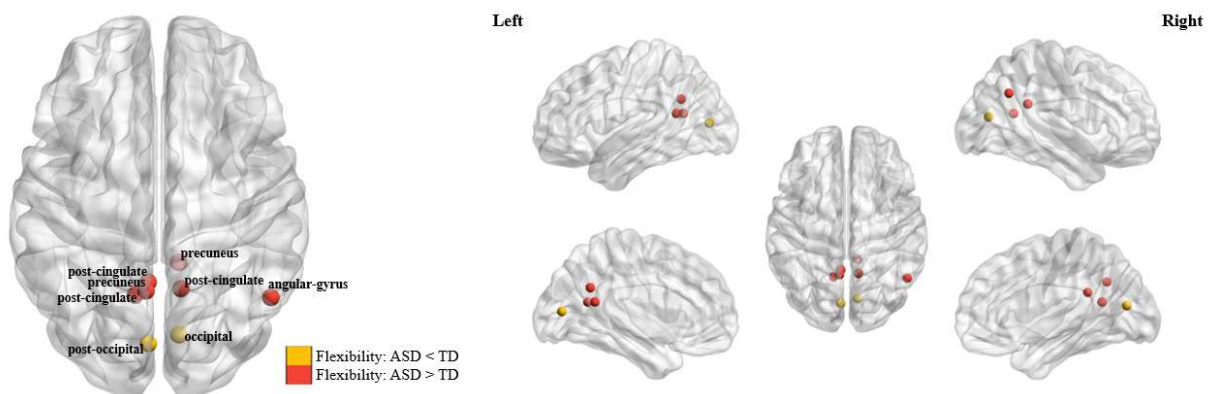 Left
Right
precuneus
post-cingulate
precuneus
post-cingulate
post-cingulate
angular-gyrus
occipital
post-occipital
Flexibility: ASD < TD
Flexibility: ASD > TD